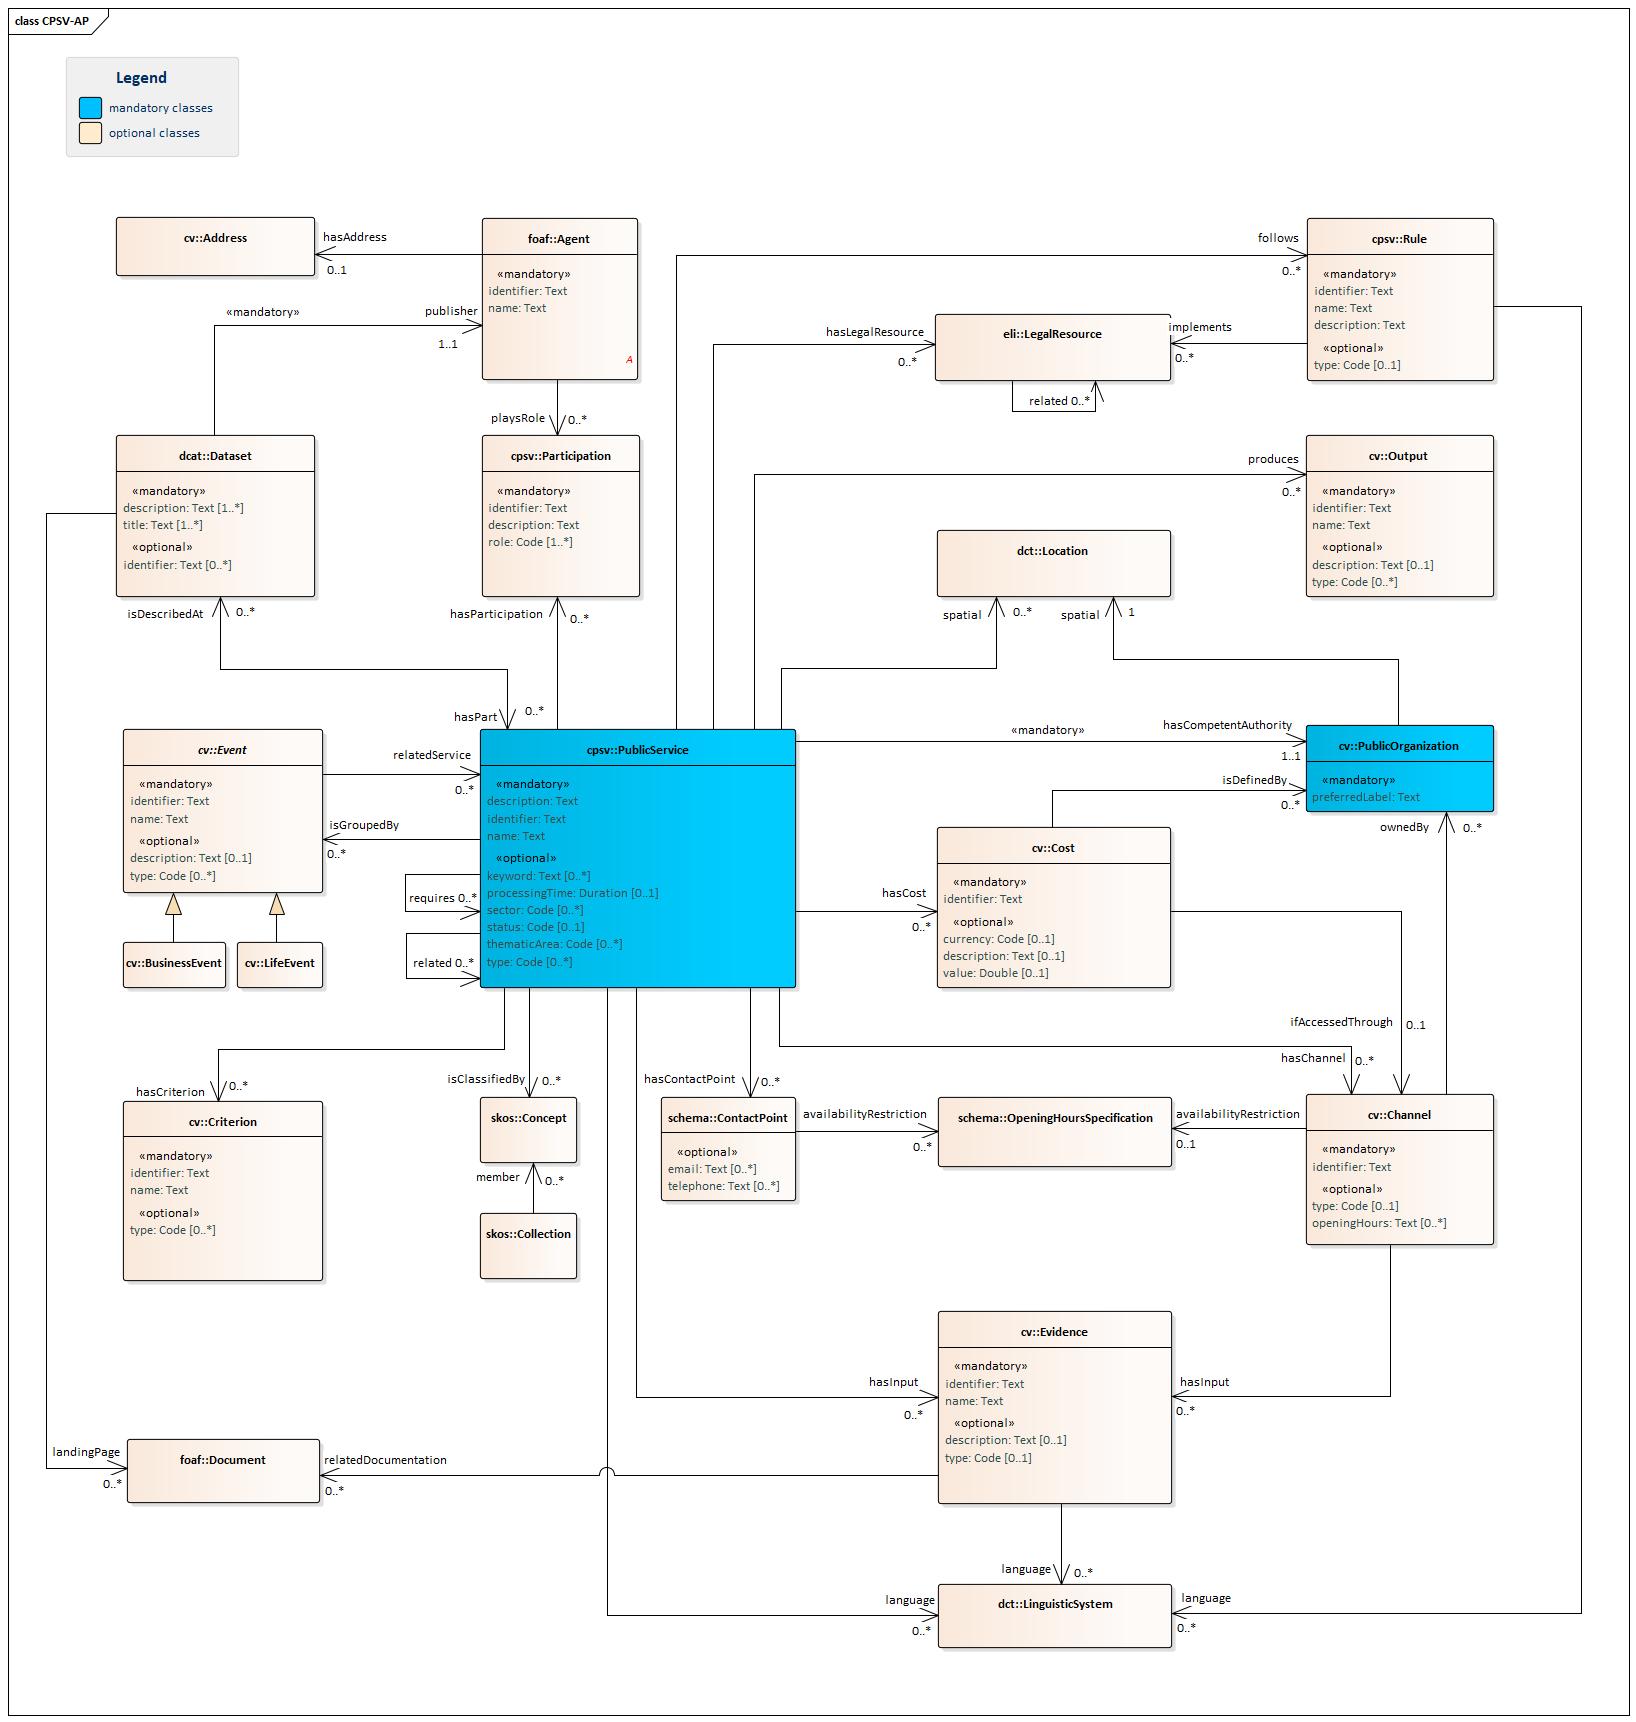 class CPSV-AP
Legend
mandatory classes
optional classes
cv::Address
hasAddress
0..1
foaf::Agent
«mandatory»
identifier: Text
name: Text
A
«mandatory»
publisher
1..1
playsRole
0..*
follows
0..*
cpsv::Rule
«mandatory»
identifier: Text
name: Text
description: Text
«optional»
type: Code [0..1]
hasLegalResource
0..*
eli::LegalResource
implements
0..*
related 0..*
dcat::Dataset
«mandatory»
description: Text [1..*]
title: Text [1..*]
«optional»
identifier: Text [0..*]
cpsv::Participation
«mandatory»
identifier: Text
description: Text
role: Code [1..*]
produces
0..*
cv::Output
«mandatory»
identifier: Text
name: Text
«optional»
description: Text [0..1]
type: Code [0..*]
dct::Location
isDescribedAt
0..*
hasParticipation
0..*
spatial
0..*
spatial
1
hasPart
0..*
cv::Event
«mandatory»
identifier: Text
name: Text
«optional»
description: Text [0..1]
type: Code [0..*]
relatedService
0..*
isGroupedBy
0..*
requires 0..*
related 0..*
cpsv::PublicService
«mandatory»
description: Text
identifier: Text
name: Text
«optional»
keyword: Text [0..*]
processingTime: Duration [0..1]
sector: Code [0..*]
status: Code [0..1]
thematicArea: Code [0..*]
type: Code [0..*]
«mandatory»
hasCompetentAuthority
1..1
cv::PublicOrganization
«mandatory»
preferredLabel: Text
isDefinedBy
0..*
ownedBy
0..*
cv::Cost
«mandatory»
identifier: Text
«optional»
currency: Code [0..1]
description: Text [0..1]
value: Double [0..1]
hasCost
0..*
cv::BusinessEvent
cv::LifeEvent
ifAccessedThrough
0..1
hasChannel
0..*
hasCriterion
0..*
isClassifiedBy
0..*
hasContactPoint
0..*
cv::Criterion
«mandatory»
identifier: Text
name: Text
«optional»
type: Code [0..*]
skos::Concept
member
0..*
skos::Collection
schema::ContactPoint
«optional»
email: Text [0..*]
telephone: Text [0..*]
availabilityRestriction
0..*
schema::OpeningHoursSpecification
availabilityRestriction
0..1
cv::Channel
«mandatory»
identifier: Text
«optional»
type: Code [0..1]
openingHours: Text [0..*]
cv::Evidence
«mandatory»
identifier: Text
name: Text
«optional»
description: Text [0..1]
type: Code [0..1]
hasInput
0..*
hasInput
0..*
landingPage
0..*
foaf::Document
relatedDocumentation
0..*
language
0..*
language
0..*
dct::LinguisticSystem
language
0..*